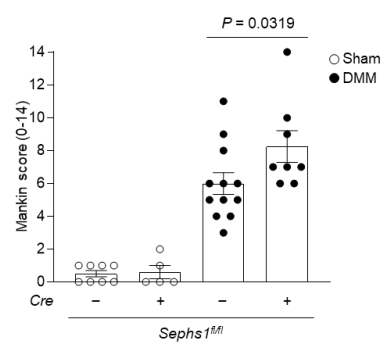 P = 0.0319
○ Sham
● DMM
Mankin score (0-14)
14
12
10
8
6
4
2
0
Cre − + − +
Sephs1fl/fl